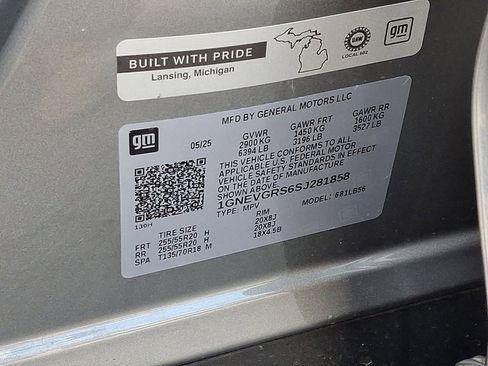 BUILT WITH PRIDE
Lansing, Michigan
UAW
LOCAL 602
gm
gm
05/25
MFD BY GENERAL MOTORS LLC
GVWR GAWR FRT GAWR RR
2900 KG 1450 KG 1600 KG
6394 LB 3196 LB 3527 LB
THIS VEHICLE CONFORMS TO ALL
APPLICABLE U.S. FEDERAL MOTOR
VEHICLE SAFETY STANDARDS IN EFFECT
ON THE DATE OF MANUFACTURE
SHOWN ABOVE.
1GNEVGRS6SJ281858
TYPE: MPV MODEL: 681LB56
130H
TIRE SIZE RIM
FRT 255/55R20 H 20X8J
RR 255/55R20 H 20X8J
SPA T135/70R18 M 18X4.5B